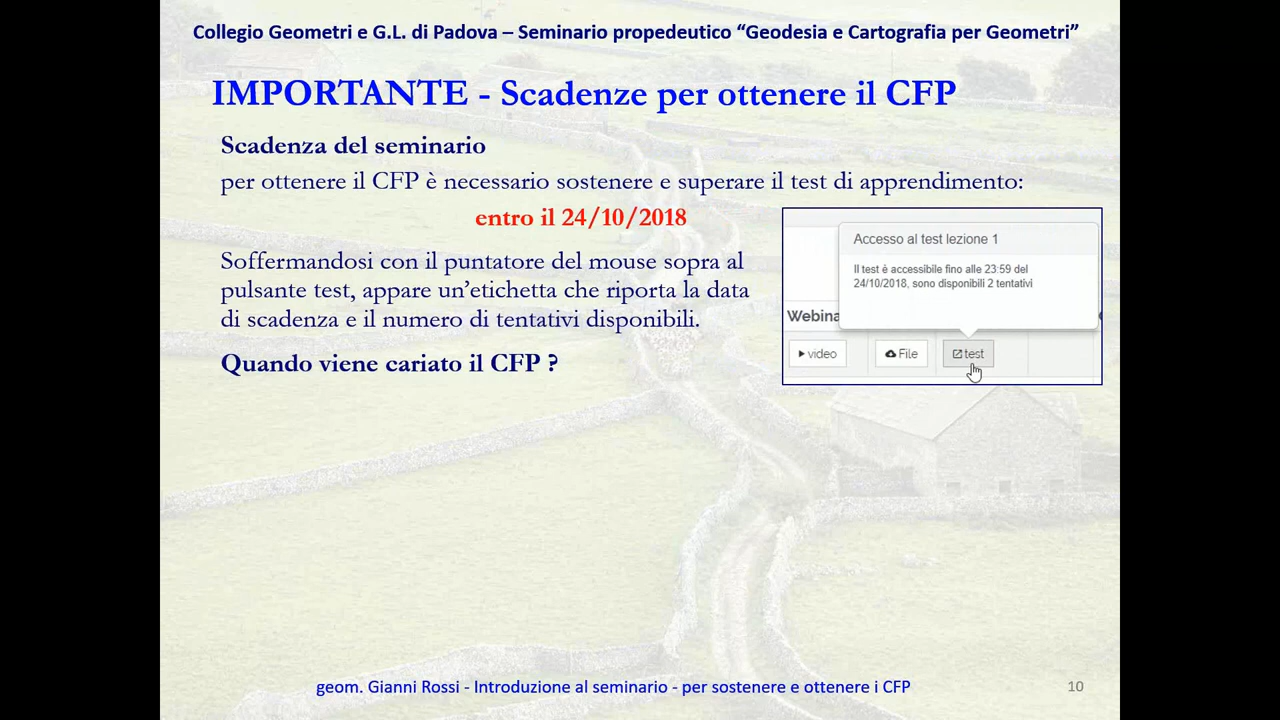 Collegio Geometri e G.L. di Padova – Seminario propedeutico “Geodesia e Cartografia per Geometri”
IMPORTANTE - Scadenze per ottenere il CFP
Scadenza del seminario
per ottenere il CFP è necessario sostenere e superare il test di apprendimento:
entro il 24/10/2018
Soffermandosi con il puntatore del mouse sopra al
pulsante test, appare un’etichetta che riporta la data
di scadenza e il numero di tentativi disponibili.
Quando viene cariato il CFP ?
Accesso al test lezione 1
Il test è accessibile fino alle 23:59 del
24/10/2018, sono disponibili 2 tentativi
Webina
video
File
test
geom. Gianni Rossi - Introduzione al seminario - per sostenere e ottenere i CFP
10